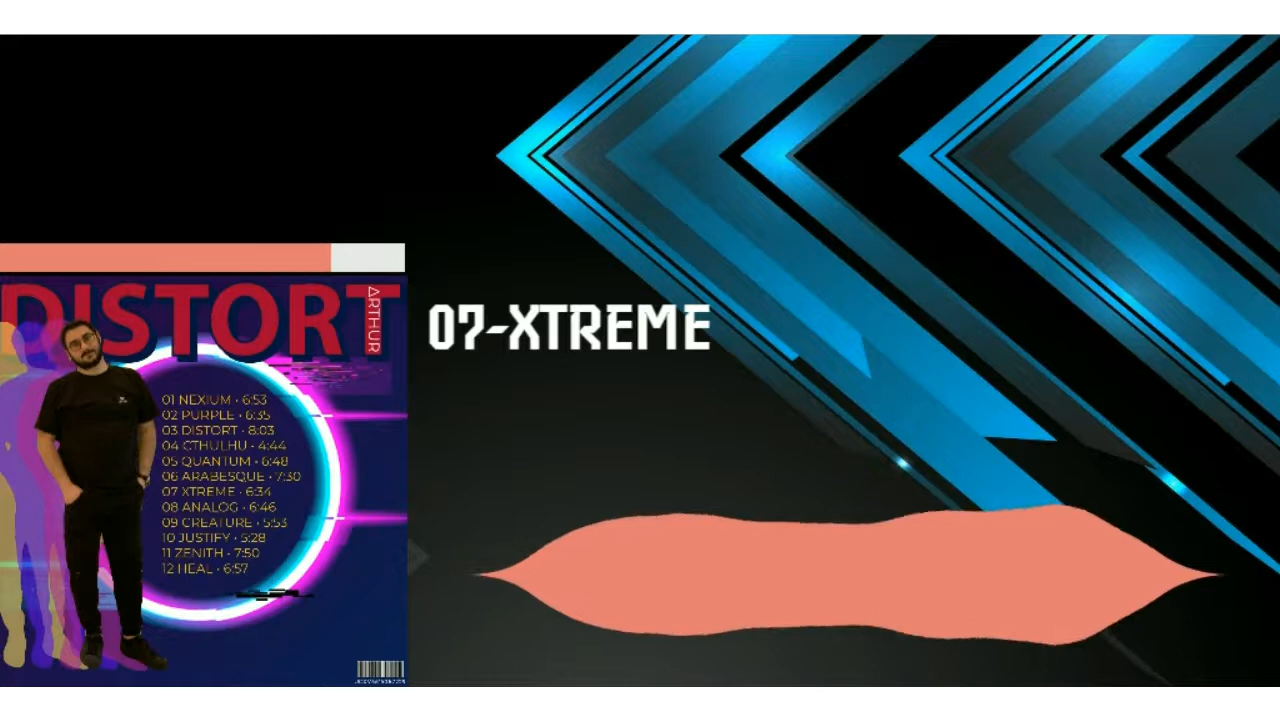 DISTORT
ARTHUR
07-XTREME
01 NEXIUM • 6:53
02 PURPLE • 6:35
03 DISTORT • 8:03
04 CTHULHU • 4:44
05 QUANTUM • 6:48
06 ARABESQUE • 7:30
07 XTREME • 6:34
08 ANALOG • 6:46
09 CREATURE • 5:53
10 JUSTIFY • 5:28
11 ZENITH • 7:50
12 HEAL • 6:57